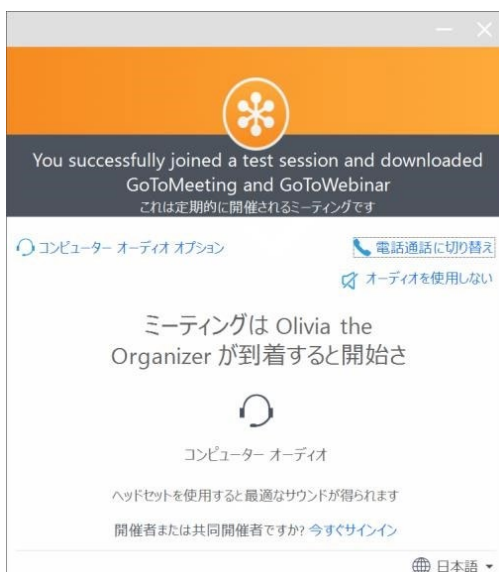 You successfully joined a test session and downloaded
GoToMeeting and GoToWebinar
これは定期的に開催されるミーティングです
コンピューター オーディオ オプション
電話通話に切り替え
オーディオを使用しない
ミーティングは Olivia the
Organizer が到着すると開始さ
コンピューター オーディオ
ヘッドセットを使用すると最適なサウンドが得られます
開催者または共同開催者ですか? 今すぐサインイン
日本語